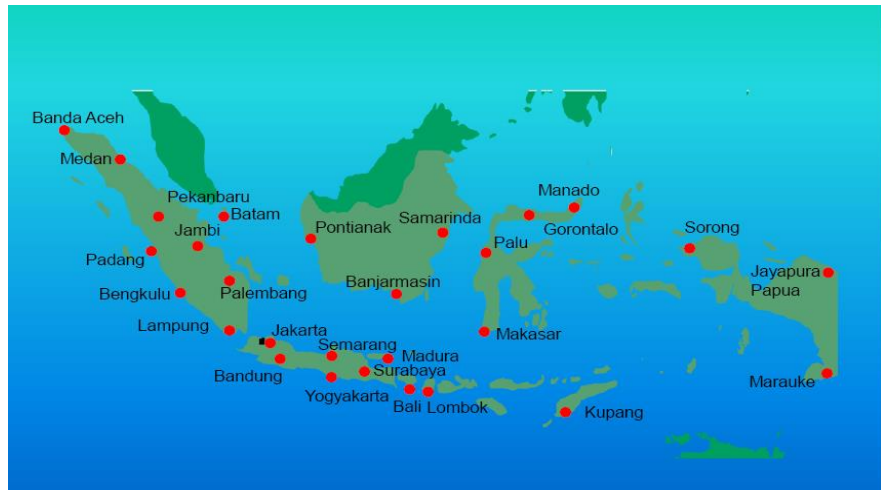 Banda Aceh
Medan
Pekanbaru
Batam
Jambi
Padang
Bengkulu
Palembang
Lampung
Jakarta
Bandung
Semarang
Yogyakarta
Surabaya
Madura
Bali
Lombok
Pontianak
Samarinda
Banjarmasin
Manado
Gorontalo
Palu
Makasar
Kupang
Sorong
Jayapura
Papua
Marauke